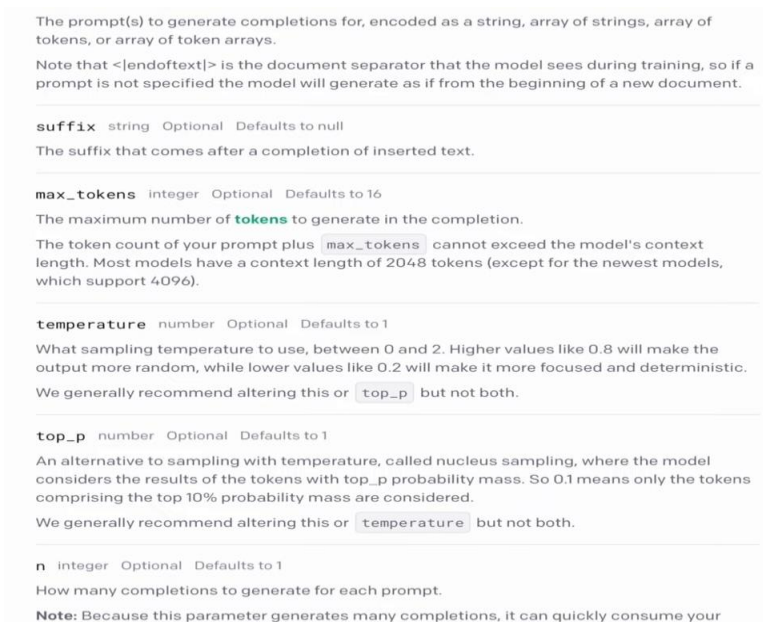 The prompt(s) to generate completions for, encoded as a string, array of strings, array of
tokens, or array of token arrays.
Note that <|endoftext|> is the document separator that the model sees during training, so if a
prompt is not specified the model will generate as if from the beginning of a new document.
suffix string Optional Defaults to null
The suffix that comes after a completion of inserted text.
max_tokens integer Optional Defaults to 16
The maximum number of tokens to generate in the completion.
The token count of your prompt plus max_tokens cannot exceed the model's context
length. Most models have a context length of 2048 tokens (except for the newest models,
which support 4096).
temperature number Optional Defaults to 1
What sampling temperature to use, between 0 and 2. Higher values like 0.8 will make the
output more random, while lower values like 0.2 will make it more focused and deterministic.
We generally recommend altering this or top_p but not both.
top_p number Optional Defaults to 1
An alternative to sampling with temperature, called nucleus sampling, where the model
considers the results of the tokens with top_p probability mass. So 0.1 means only the tokens
comprising the top 10% probability mass are considered.
We generally recommend altering this or temperature but not both.
n integer Optional Defaults to 1
How many completions to generate for each prompt.
Note: Because this parameter generates many completions, it can quickly consume your